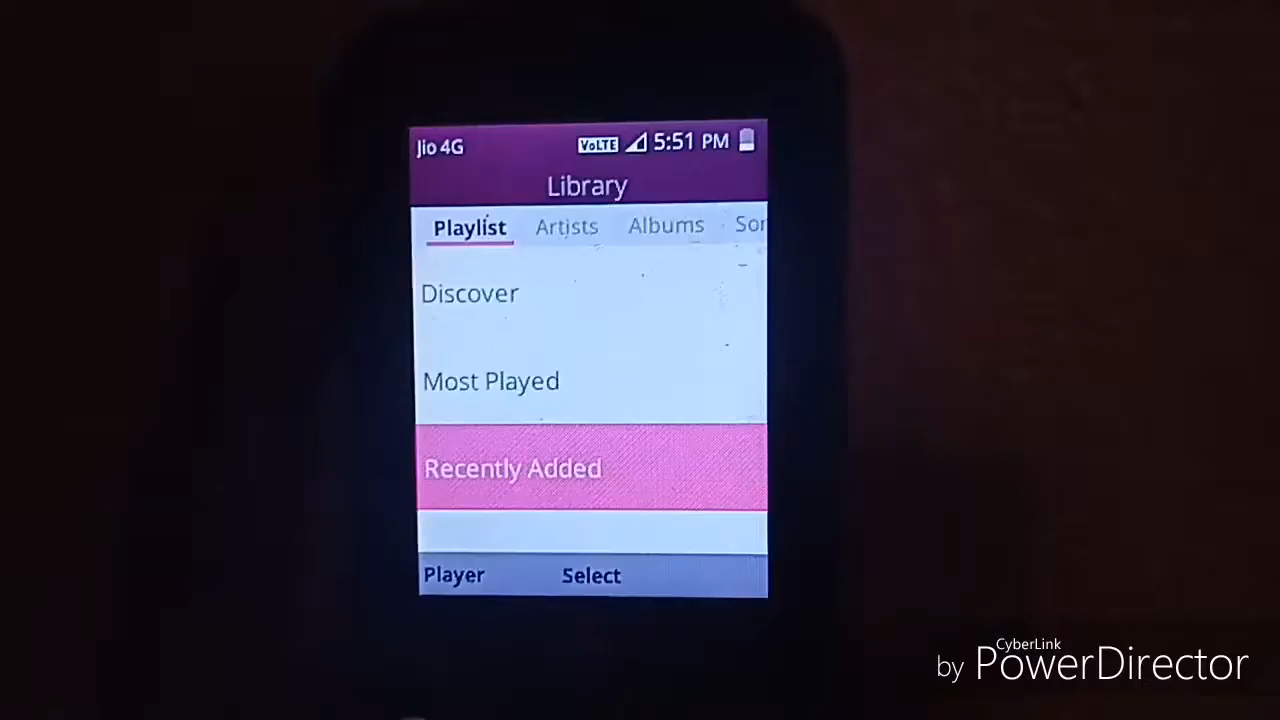 Jio 4G VoLTE 5:51 PM
Library
Playlist Artists Albums Sor
Discover
Most Played
Recently Added
Player Select
CyberLink
by PowerDirector